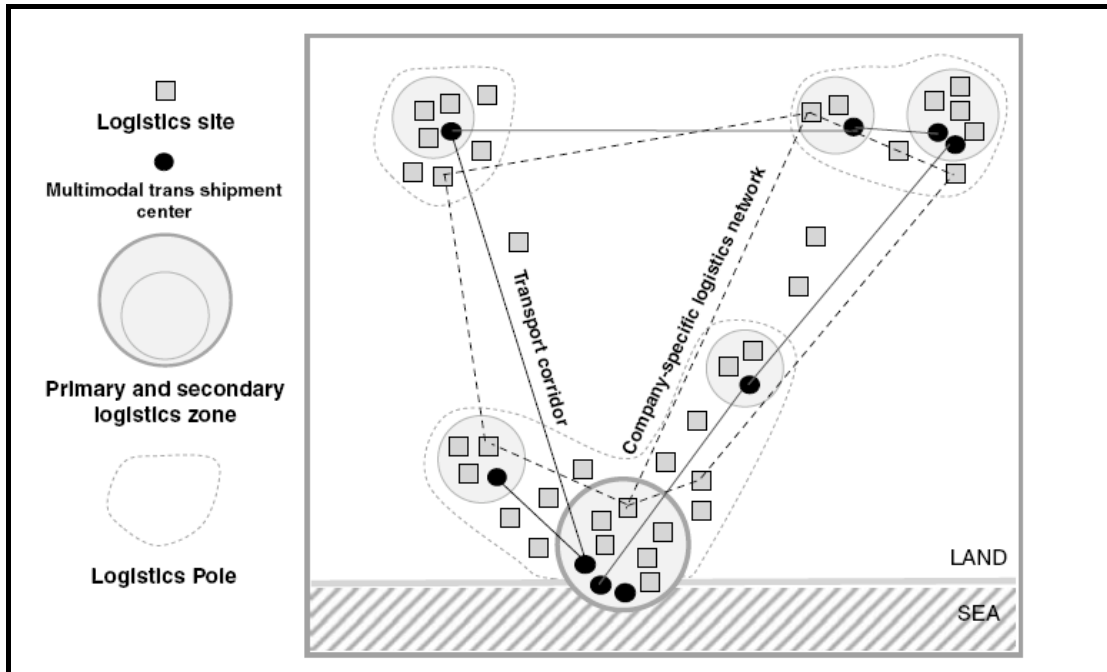 Logistics site
Multimodal trans shipment
center
Primary and secondary
logistics zone
Logistics Pole
Transport corridor
Company-specific logistics network
LAND
SEA